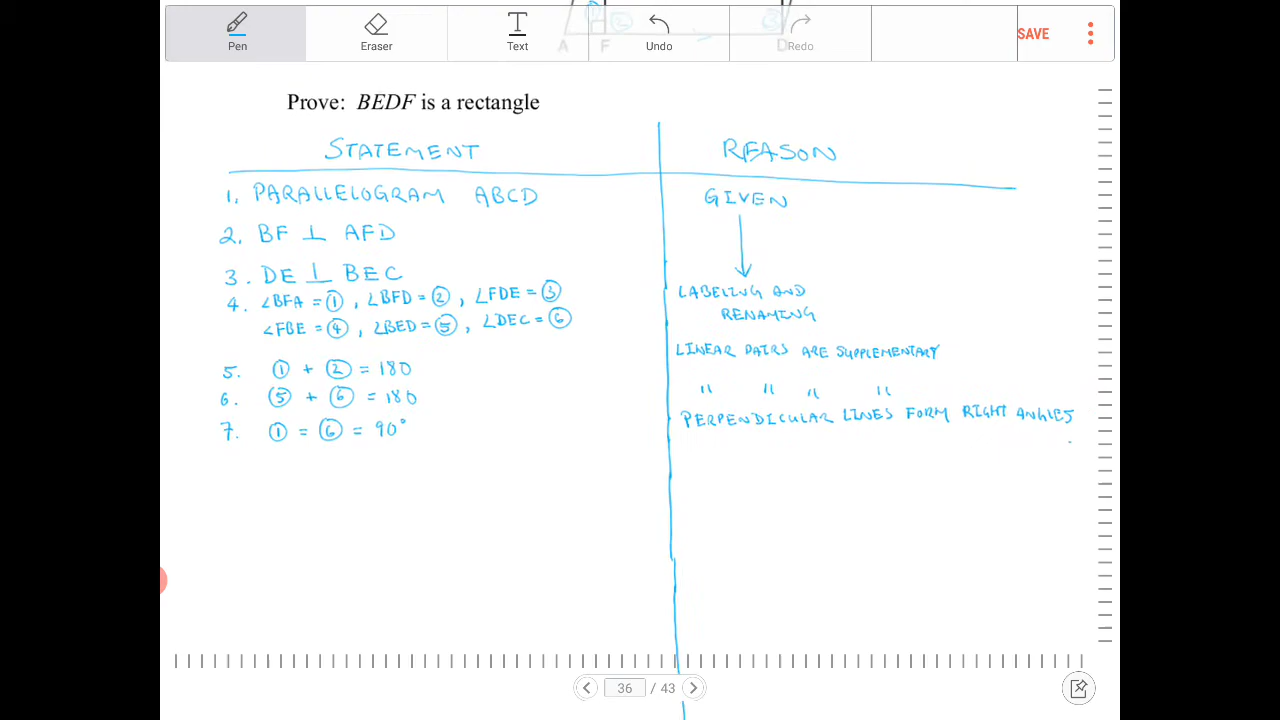 A F D
② ③
Pen
Eraser
Text
Undo
Redo
SAVE
Prove: BEDF is a rectangle
STATEMENT REASON
1. PARALLELOGRAM ABCD GIVEN
2. BF ⊥ AFD
3. DE ⊥ BEC
4. ∠BFA = ①, ∠BFD = ②, ∠FDE = ③ LABELING AND
∠FBE = ④, ∠BED = ⑤, ∠DEC = ⑥ RENAMING
5. ① + ② = 180 LINEAR PAIRS ARE SUPPLEMENTARY
6. ⑤ + ⑥ = 180 " " " "
7. ① = ⑥ = 90° PERPENDICULAR LINES FORM RIGHT ANGLES
36 / 43